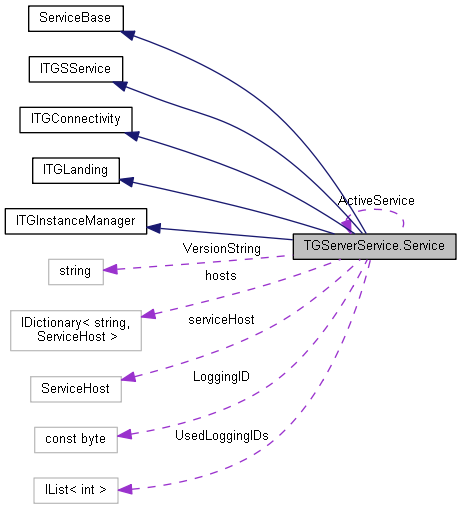 ServiceBase
ITGSService
ITGConnectivity
ITGLanding
ActiveService
ITGInstanceManager
TGServerService.Service
VersionString
string
hosts
IDictionary< string,
ServiceHost >
serviceHost
ServiceHost
LoggingID
const byte
UsedLoggingIDs
IList< int >